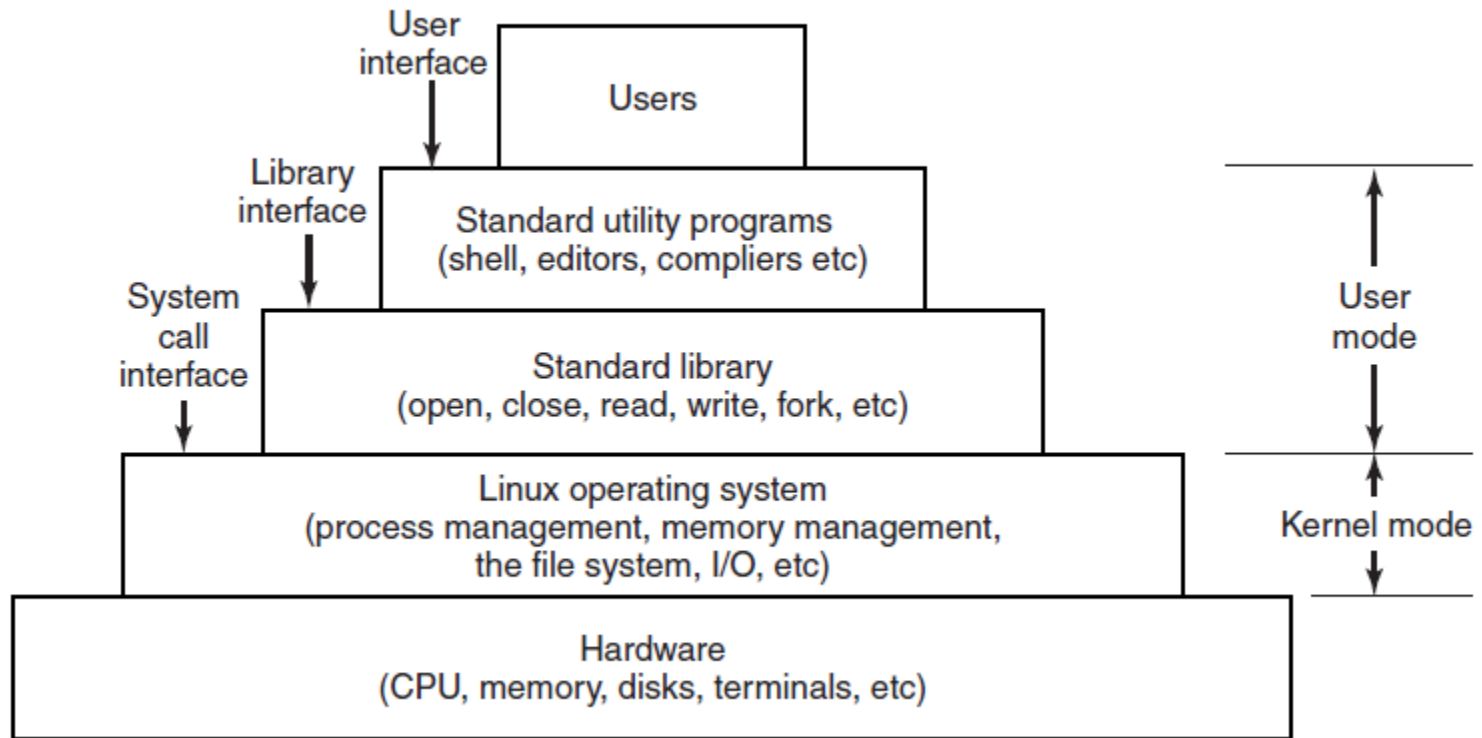 User
interface
Users
Library
interface
Standard utility programs
(shell, editors, compliers etc)
System
call
interface
User
mode
Standard library
(open, close, read, write, fork, etc)
Linux operating system
(process management, memory management,
the file system, I/O, etc)
Kernel mode
Hardware
(CPU, memory, disks, terminals, etc)